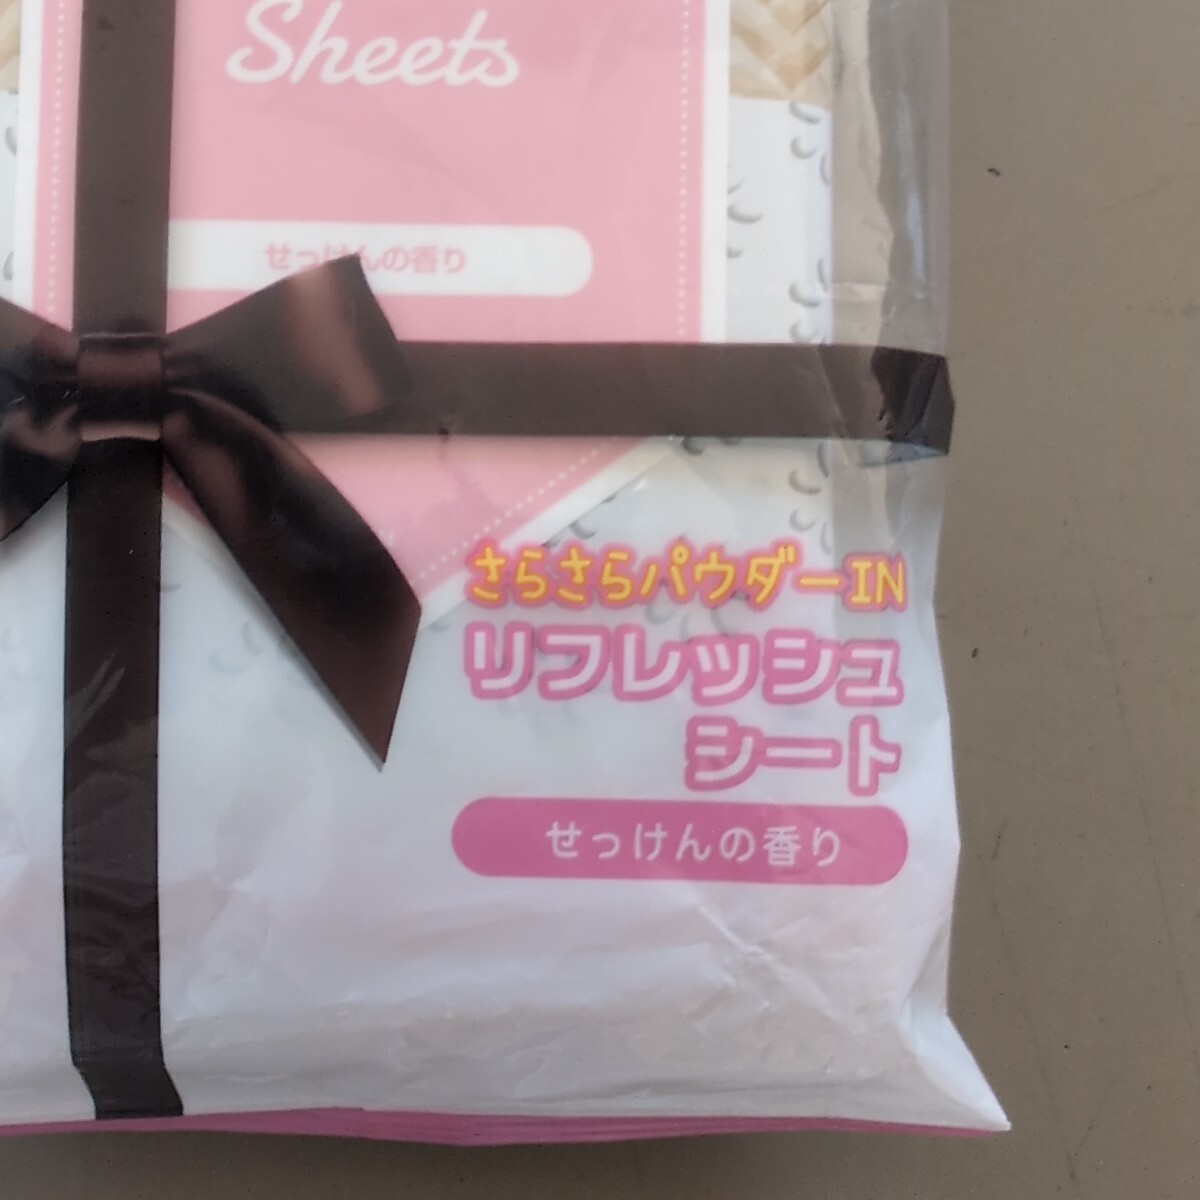 Sheets
せっけんの香り
さらさらパウダーIN
リフレッシュ
シート
せっけんの香り